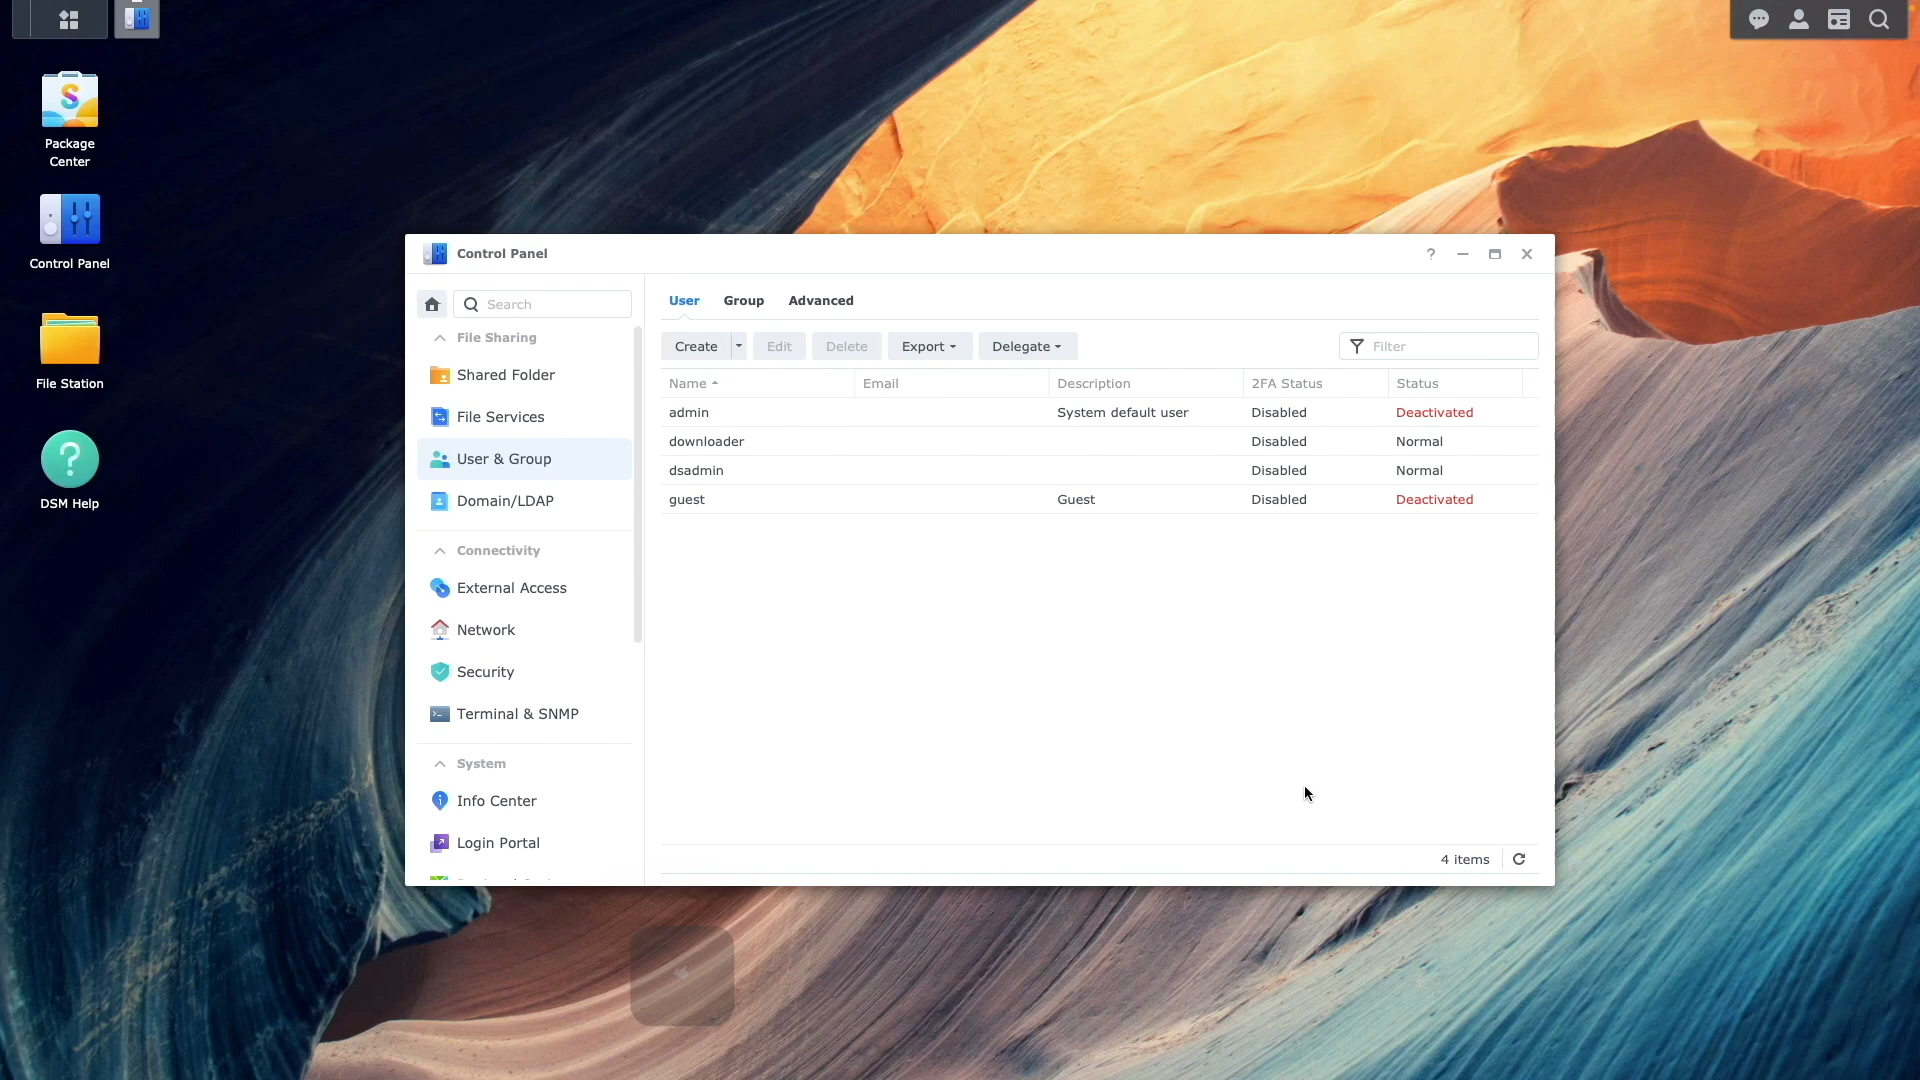 Package
Center
Control Panel
File Station
DSM Help
Control Panel
Search
File Sharing
Shared Folder
File Services
User & Group
Domain/LDAP
Connectivity
External Access
Network
Security
Terminal & SNMP
System
Info Center
Login Portal
User Group Advanced
Create Edit Delete Export Delegate Filter
Name Email Description 2FA Status Status
admin System default user Disabled Deactivated
downloader Disabled Normal
dsadmin Disabled Normal
guest Guest Disabled Deactivated
4 items